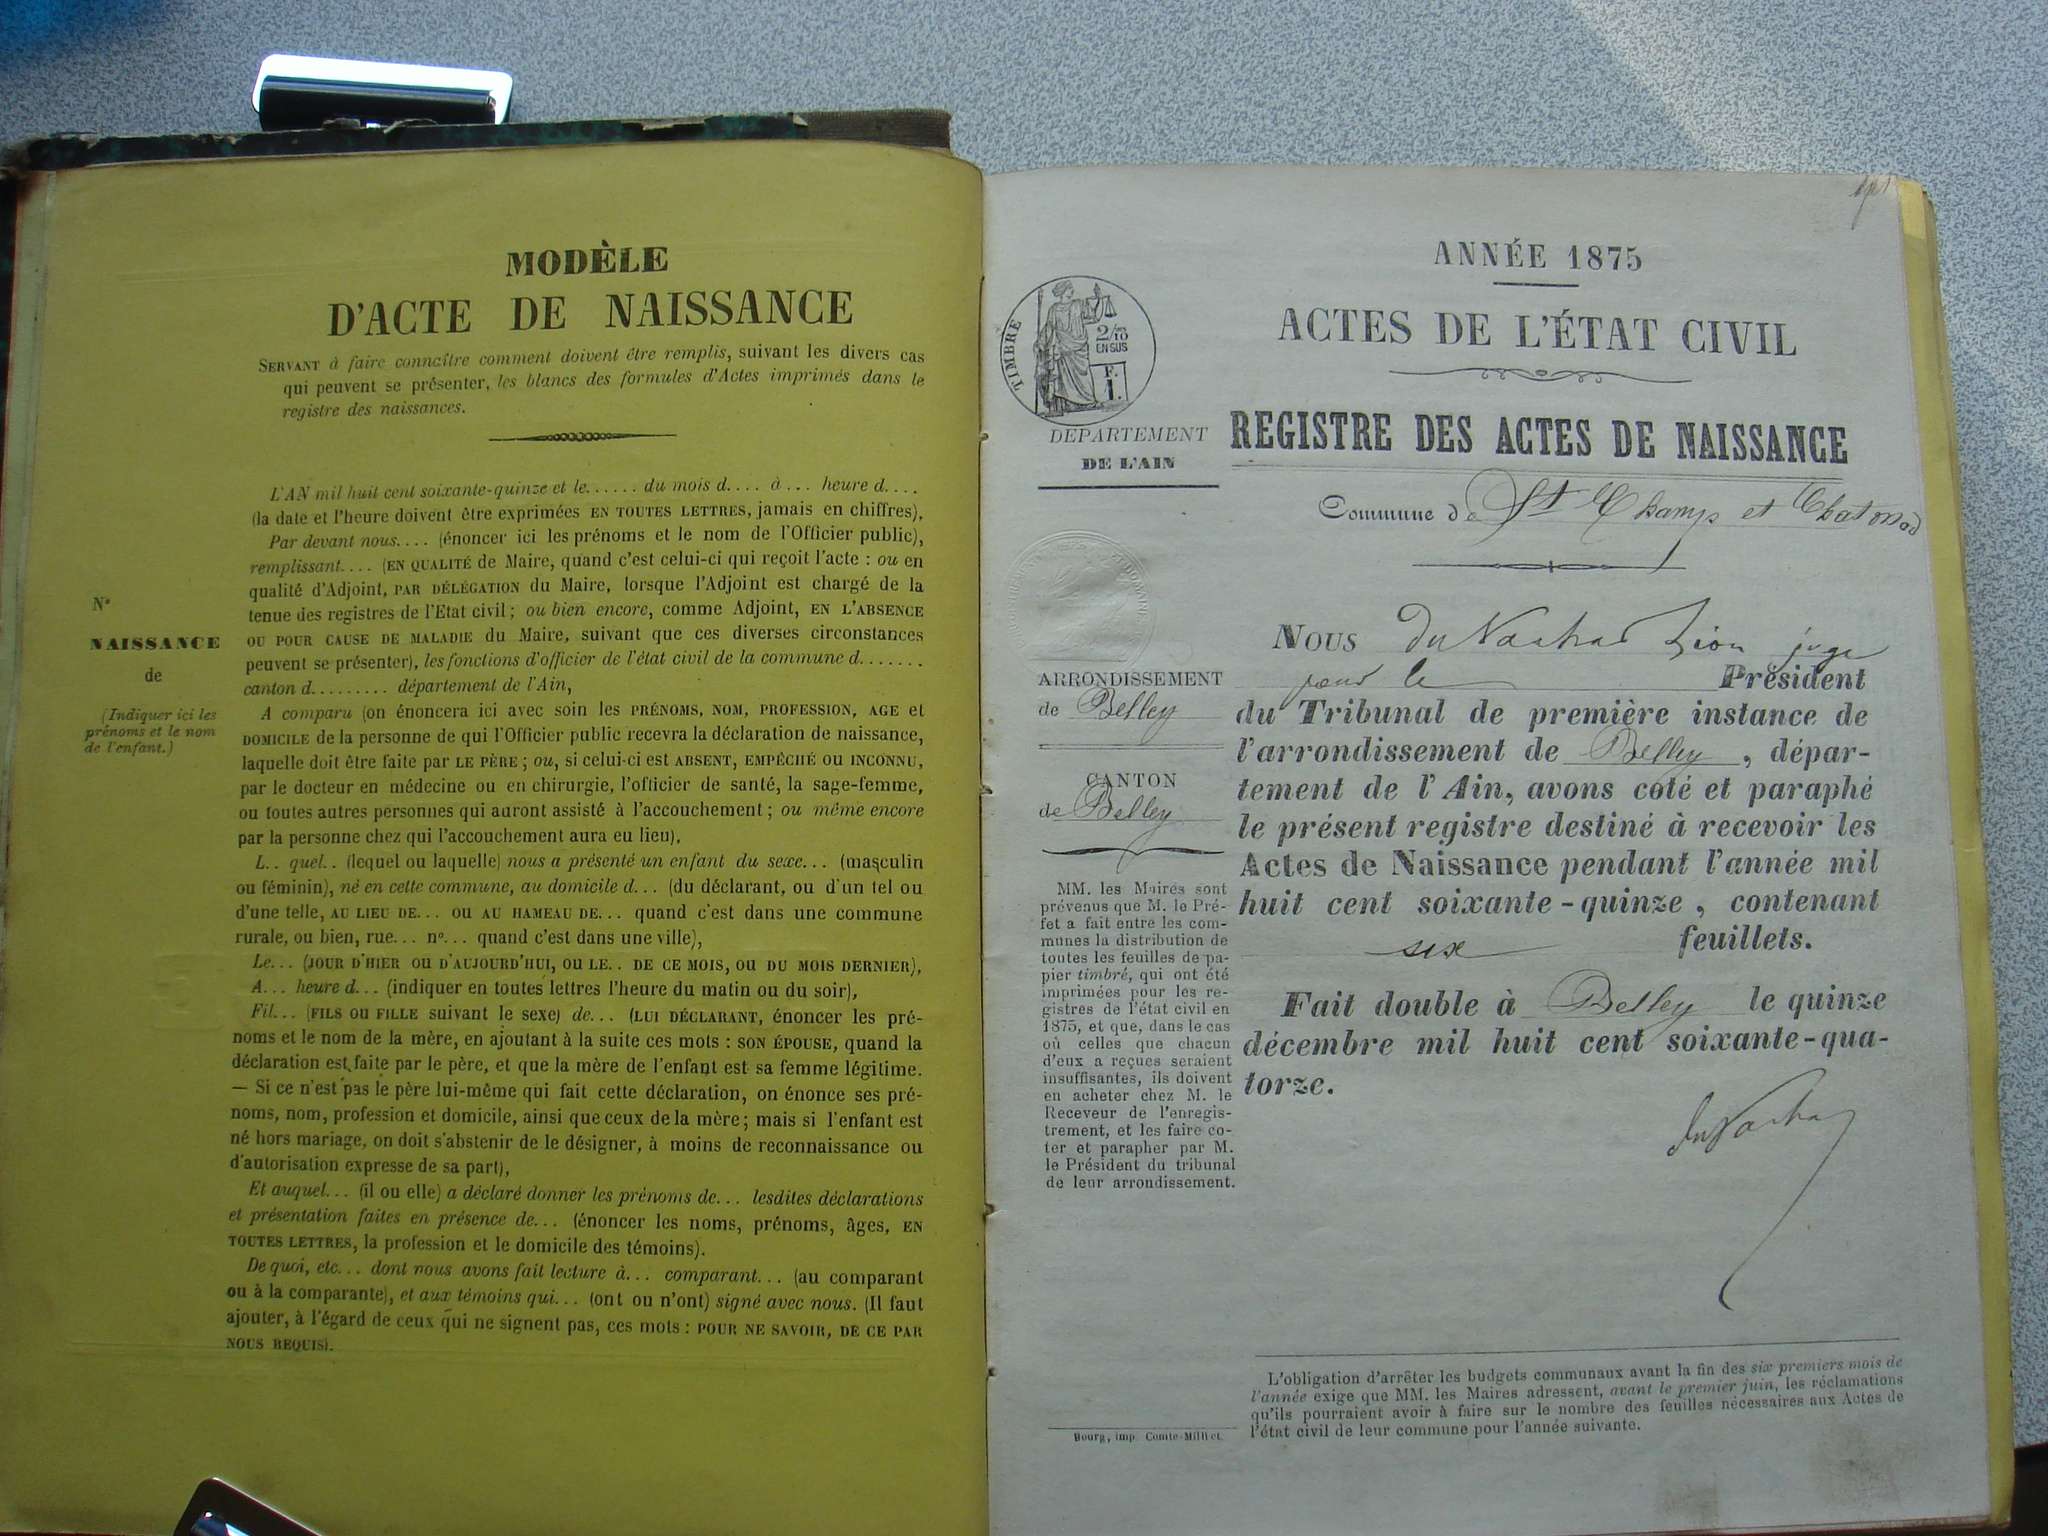 MODÈLE
D'ACTE DE NAISSANCE
SERVANT à faire connaître comment doivent être remplis, suivant les divers cas
qui peuvent se présenter, les blancs des formules d'Actes imprimés dans le
registre des naissances.
N°
NAISSANCE
de
(Indiquer ici les
prénoms et le nom
de l'enfant.)
L'AN mil huit cent soixante-quinze et le...... du mois d.... à... heure d....
(la date et l'heure doivent être exprimées EN TOUTES LETTRES, jamais en chiffres),
Par devant nous.... (énoncer ici les prénoms et le nom de l'Officier public),
remplissant.... (EN QUALITÉ de Maire, quand c'est celui-ci qui reçoit l'acte : ou en
qualité d'Adjoint, PAR DÉLÉGATION du Maire, lorsque l'Adjoint est chargé de la
tenue des registres de l'Etat civil ; ou bien encore, comme Adjoint, EN L'ABSENCE
OU POUR CAUSE DE MALADIE du Maire, suivant que ces diverses circonstances
peuvent se présenter), les fonctions d'officier de l'état civil de la commune d.......
canton d......... département de l'Ain,
A comparu (on énoncera ici avec soin les PRÉNOMS, NOM, PROFESSION, AGE et
DOMICILE de la personne de qui l'Officier public recevra la déclaration de naissance,
laquelle doit être faite par LE PÈRE ; ou, si celui-ci est ABSENT, EMPÊCHÉ OU INCONNU,
par le docteur en médecine ou en chirurgie, l'officier de santé, la sage-femme,
ou toutes autres personnes qui auront assisté à l'accouchement ; ou même encore
par la personne chez qui l'accouchement aura eu lieu),
L.. quel.. (lequel ou laquelle) nous a présenté un enfant du sexe... (masculin
ou féminin), né en cette commune, au domicile d... (du déclarant, ou d'un tel ou
d'une telle, AU LIEU DE... OU AU HAMEAU DE... quand c'est dans une commune
rurale, ou bien, rue... n°... quand c'est dans une ville),
Le... (JOUR D'HIER OU D'AUJOURD'HUI, OU LE.. DE CE MOIS, OU DU MOIS DERNIER),
A... heure d... (indiquer en toutes lettres l'heure du matin ou du soir),
Fil... (FILS OU FILLE suivant le sexe) de... (LUI DÉCLARANT, énoncer les pré-
noms et le nom de la mère, en ajoutant à la suite ces mots : SON ÉPOUSE, quand la
déclaration est faite par le père, et que la mère de l'enfant est sa femme légitime.
— Si ce n'est pas le père lui-même qui fait cette déclaration, on énonce ses pré-
noms, nom, profession et domicile, ainsi que ceux de la mère ; mais si l'enfant est
né hors mariage, on doit s'abstenir de le désigner, à moins de reconnaissance ou
d'autorisation expresse de sa part),
Et auquel... (il ou elle) a déclaré donner les prénoms de... lesdites déclarations
et présentation faites en présence de... (énoncer les noms, prénoms, âges, EN
TOUTES LETTRES, la profession et le domicile des témoins).
De quoi, etc... dont nous avons fait lecture à... comparant... (au comparant
ou à la comparante), et aux témoins qui... (ont ou n'ont) signé avec nous. (Il faut
ajouter, à l'égard de ceux qui ne signent pas, ces mots : POUR NE SAVOIR, DE CE PAR
NOUS REQUIS).
ANNÉE 1875
ACTES DE L'ÉTAT CIVIL
TIMBRE
2/10
EN SUS
F.
1.
DÉPARTEMENT
DE L'AIN
REGISTRE DES ACTES DE NAISSANCE
Commune de St Champ et Chatonod
ARRONDISSEMENT
de Belley
CANTON
de Belley
MM. les Maires sont
prévenus que M. le Pré-
fet a fait entre les com-
munes la distribution de
toutes les feuilles de pa-
pier timbré, qui ont été
imprimées pour les re-
gistres de l'état civil en
1875, et que, dans le cas
où celles que chacun
d'eux a reçues seraient
insuffisantes, ils doivent
en acheter chez M. le
Receveur de l'enregis-
trement, et les faire co-
ter et parapher par M.
le Président du tribunal
de leur arrondissement.
NOUS du Nachas Léon juge
pour le Président
du Tribunal de première instance de
l'arrondissement de Belley, dépar-
tement de l'Ain, avons coté et paraphé
le présent registre destiné à recevoir les
Actes de Naissance pendant l'année mil
huit cent soixante-quinze, contenant
six feuillets.
Fait double à Belley le quinze
décembre mil huit cent soixante-qua-
torze.
L'obligation d'arrêter les budgets communaux avant la fin des six premiers mois de
l'année exige que MM. les Maires adressent, avant le premier juin, les réclamations
qu'ils pourraient avoir à faire sur le nombre des feuilles nécessaires aux Actes de
l'état civil de leur commune pour l'année suivante.
Bourg, imp. Comte-Milliet.